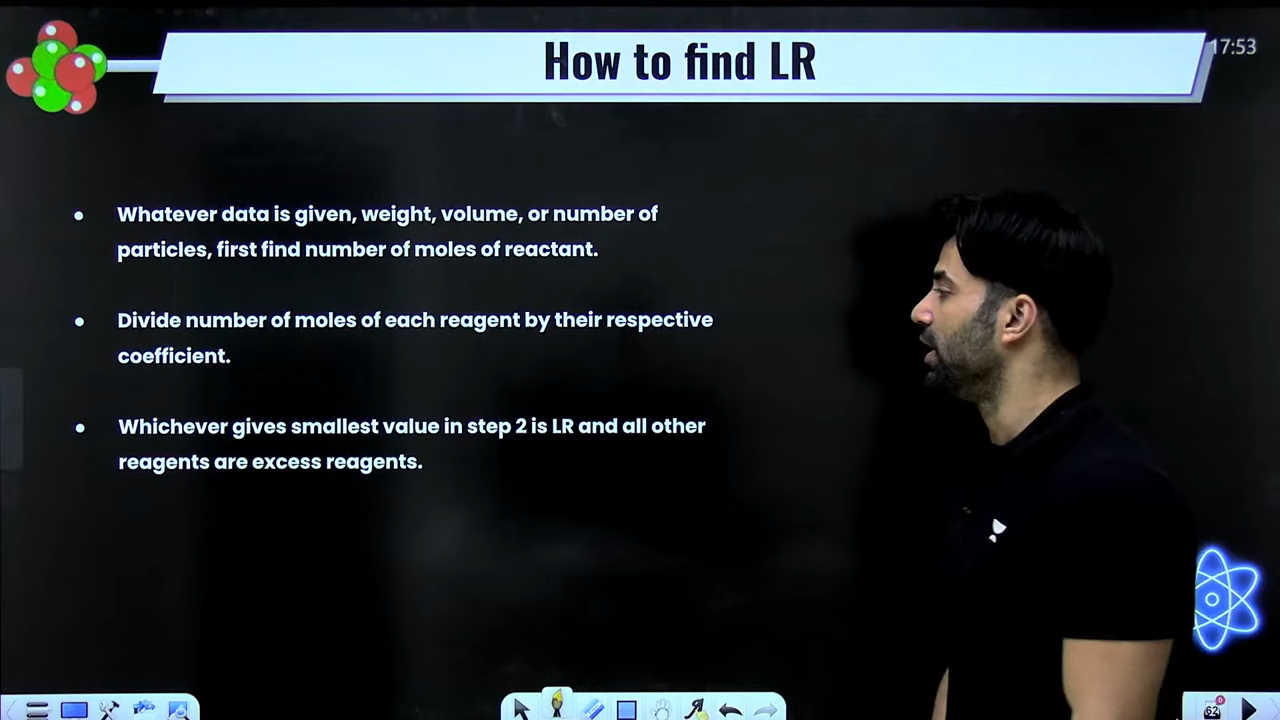 How to find LR
17:53
● Whatever data is given, weight, volume, or number of
particles, first find number of moles of reactant.
● Divide number of moles of each reagent by their respective
coefficient.
● Whichever gives smallest value in step 2 is LR and all other
reagents are excess reagents.
62